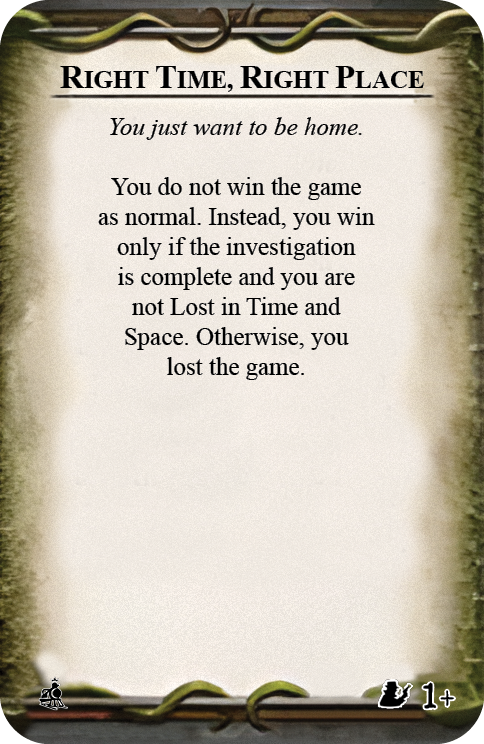 Right Time, Right Place
You just want to be home.
You do not win the game
as normal. Instead, you win
only if the investigation
is complete and you are
not Lost in Time and
Space. Otherwise, you
lost the game.
1+